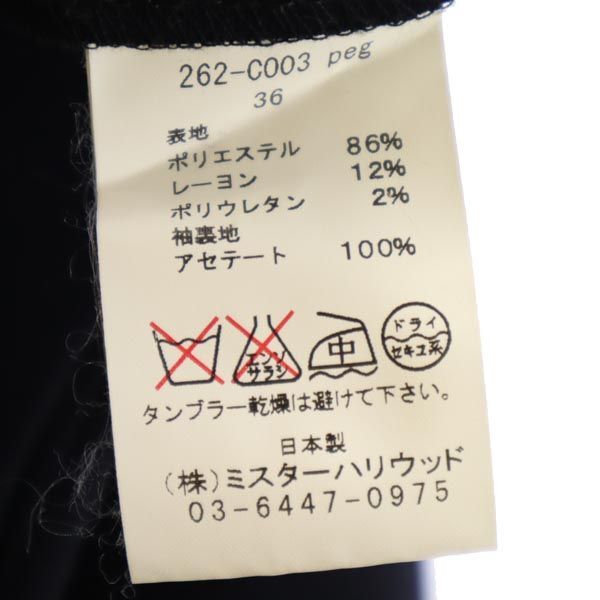 262-C003 peg
36
表地
ポリエステル 86%
レーヨン 12%
ポリウレタン 2%
袖裏地
アセテート 100%
エンソ
サラシ
中
ドライ
セキユ系
タンブラー乾燥は避けて下さい。
日本製
(株)ミスターハリウッド
03-6447-0975